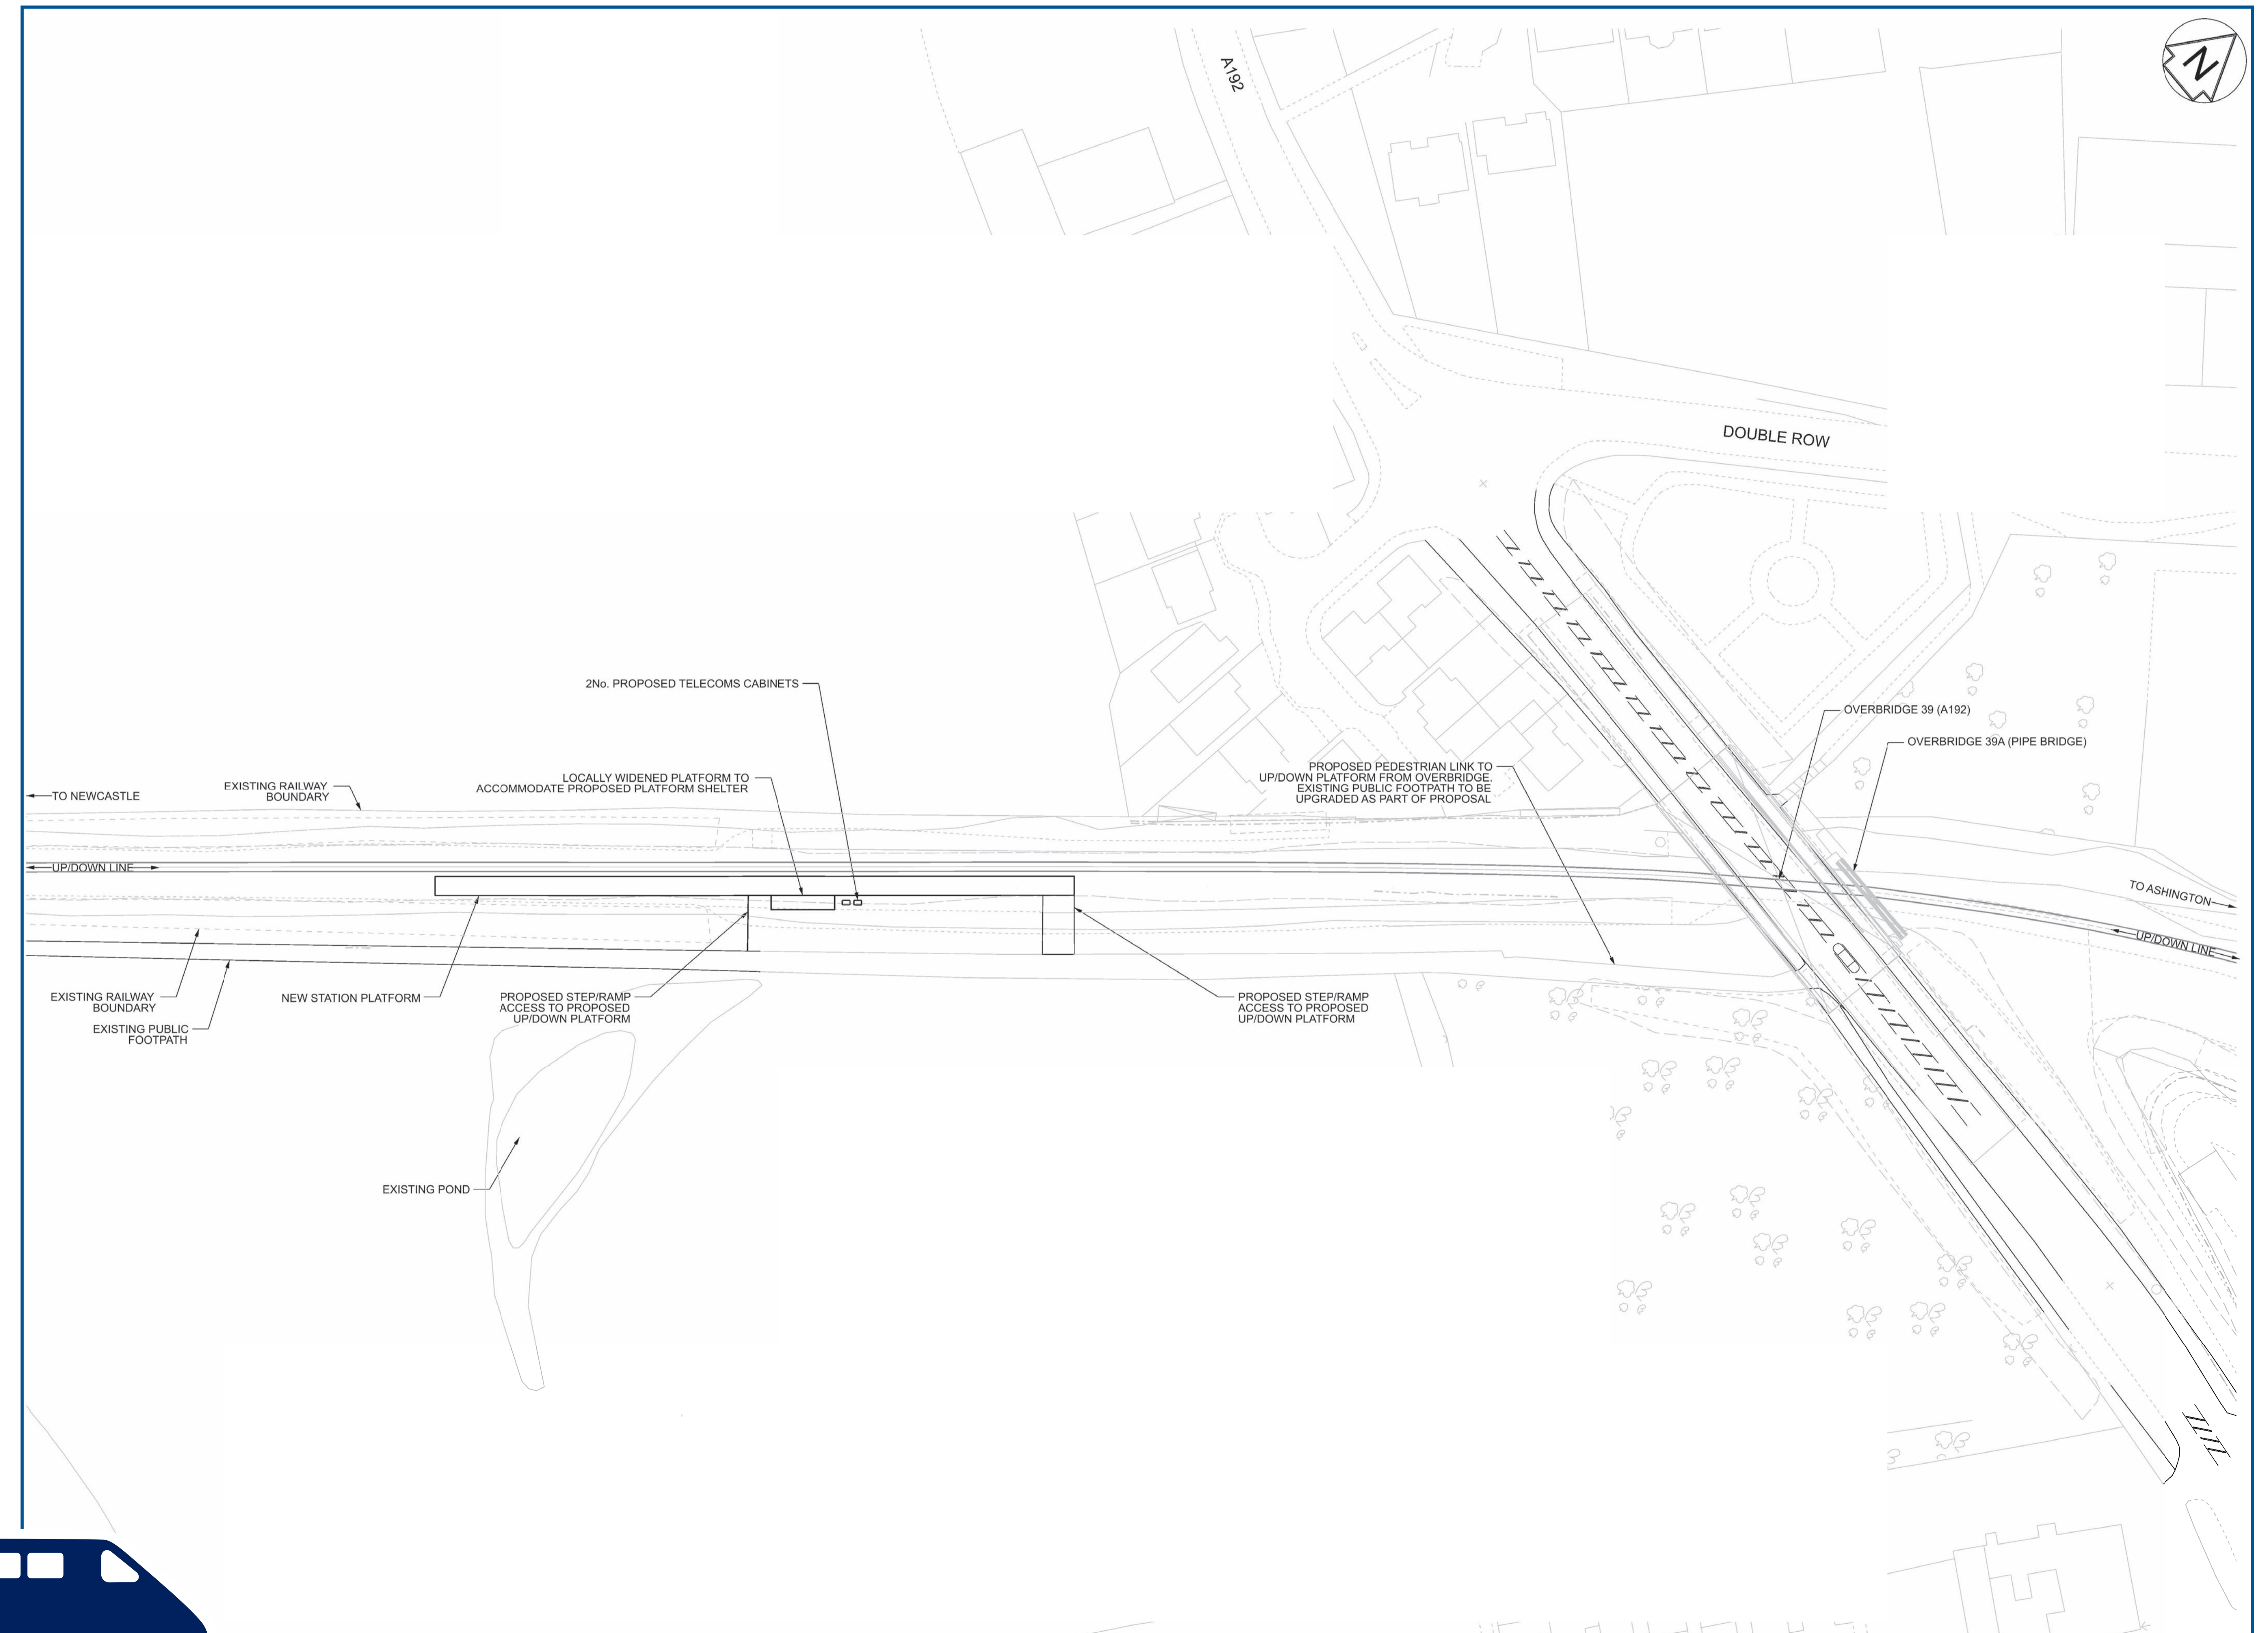 A192
N
DOUBLE ROW
2No. PROPOSED TELECOMS CABINETS
OVERBRIDGE 39 (A192)
OVERBRIDGE 39A (PIPE BRIDGE)
TO NEWCASTLE
EXISTING RAILWAY
BOUNDARY
LOCALLY WIDENED PLATFORM TO
ACCOMMODATE PROPOSED PLATFORM SHELTER
PROPOSED PEDESTRIAN LINK TO
UP/DOWN PLATFORM FROM OVERBRIDGE.
EXISTING PUBLIC FOOTPATH TO BE
UPGRADED AS PART OF PROPOSAL
UP/DOWN LINE
TO ASHINGTON
UP/DOWN LINE
EXISTING RAILWAY
BOUNDARY
EXISTING PUBLIC
FOOTPATH
NEW STATION PLATFORM
PROPOSED STEP/RAMP
ACCESS TO PROPOSED
UP/DOWN PLATFORM
PROPOSED STEP/RAMP
ACCESS TO PROPOSED
UP/DOWN PLATFORM
EXISTING POND